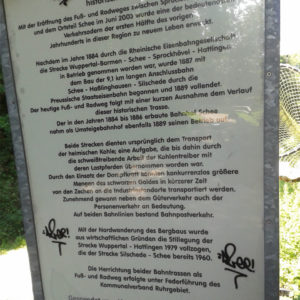 Mit der Eröffnung des Fuß- und Radweges zwischen Sprockhövel
und dem Ortsteil Schee im Juni 2003 wurde eine der bedeutendsten
Verkehrsadern der ersten Hälfte des vorigen
Jahrhunderts in dieser Region zu neuem Leben erweckt.
Nachdem im Jahre 1884 durch die Rheinische Eisenbahngesellschaft
die Strecke Wuppertal-Barmen - Schee - Sprockhövel - Hattingen
in Betrieb genommen worden war, wurde 1887 mit
dem Bau der 9,1 km langen Anschlussbahn
Schee - Haßlinghausen - Silschede durch die
Preussische Staatseisenbahn begonnen und 1889 vollendet.
Der heutige Fuß- und Radweg folgt mit einer kurzen Ausnahme dem Verlauf
dieser historischen Trasse.
Der in den Jahren 1884 bis 1886 erbaute Bahnhof Schee
nahm als Umsteigebahnhof ebenfalls 1889 seinen Betrieb auf.
Beide Strecken dienten ursprünglich dem Transport
der heimischen Kohle; eine Aufgabe, die bis dahin durch
die schweißtreibende Arbeit der Kohlentreiber mit
deren Lastpferden übernommen worden war.
Durch den Einsatz der Dampfkraft konnten konkurrenzlos größere
Mengen des schwarzen Goldes in kürzerer Zeit
von den Zechen an die Industriestandorte transportiert werden.
Zunehmend gewann neben dem Güterverkehr auch der
Personenverkehr an Bedeutung.
Auf beiden Bahnlinien bestand Bahnpostverkehr.
Mit der Nordwanderung des Bergbaus wurde
aus wirtschaftlichen Gründen die Stillegung der
Strecke Wuppertal - Hattingen 1979 vollzogen,
die der Strecke Silschede - Schee bereits 1960.
Die Herrichtung beider Bahntrassen als
Fuß- und Radweg erfolgte unter Federführung des
Kommunalverband Ruhrgebiet.